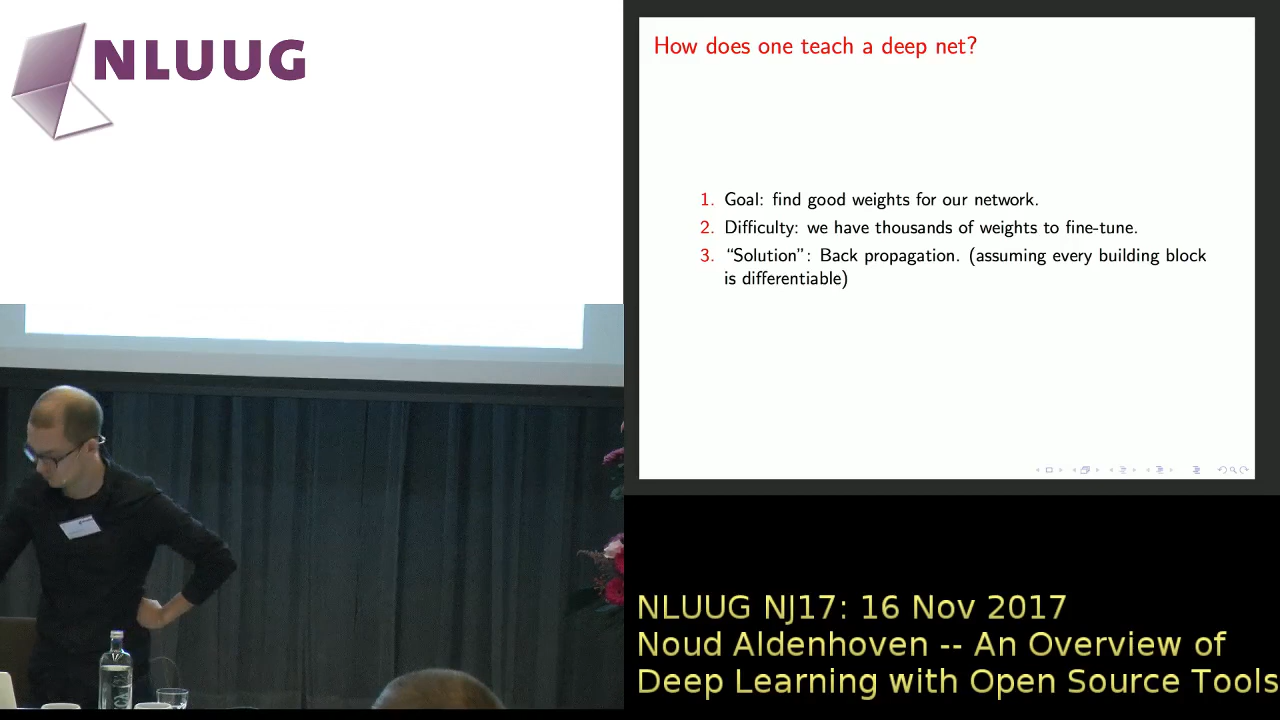 NLUUG
How does one teach a deep net?
1. Goal: find good weights for our network.
2. Difficulty: we have thousands of weights to fine-tune.
3. “Solution”: Back propagation. (assuming every building block
is differentiable)
NLUUG NJ17: 16 Nov 2017
Noud Aldenhoven -- An Overview of
Deep Learning with Open Source Tools